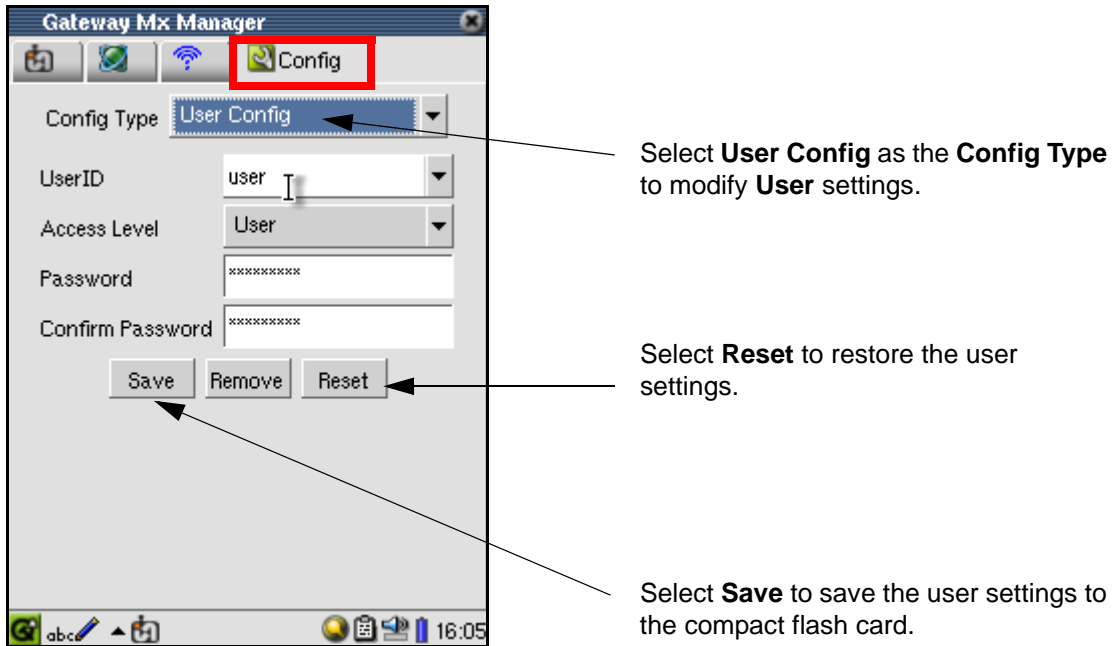 Gateway Mx Manager
Config
Config Type User Config
UserID user
Access Level User
Password *********
Confirm Password *********
Save Remove Reset
abc 16:05
Select User Config as the Config Type
to modify User settings.
Select Reset to restore the user
settings.
Select Save to save the user settings to
the compact flash card.